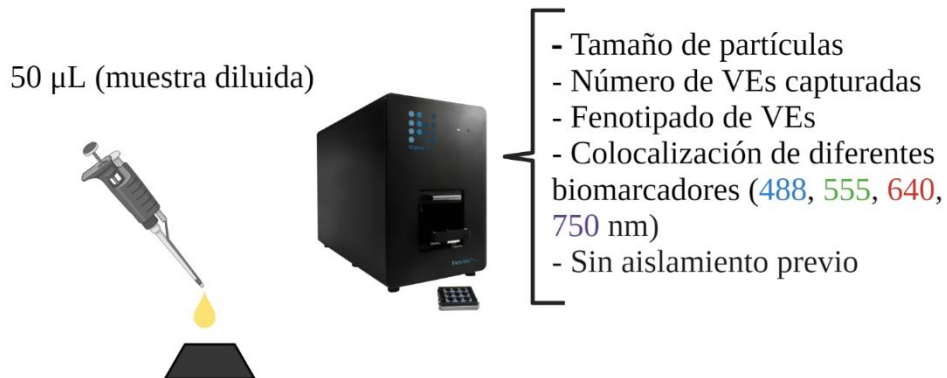 50 μL (muestra diluida)
- Tamaño de partículas
- Número de VEs capturadas
- Fenotipado de VEs
- Colocalización de diferentes
biomarcadores (488, 555, 640,
750 nm)
- Sin aislamiento previo